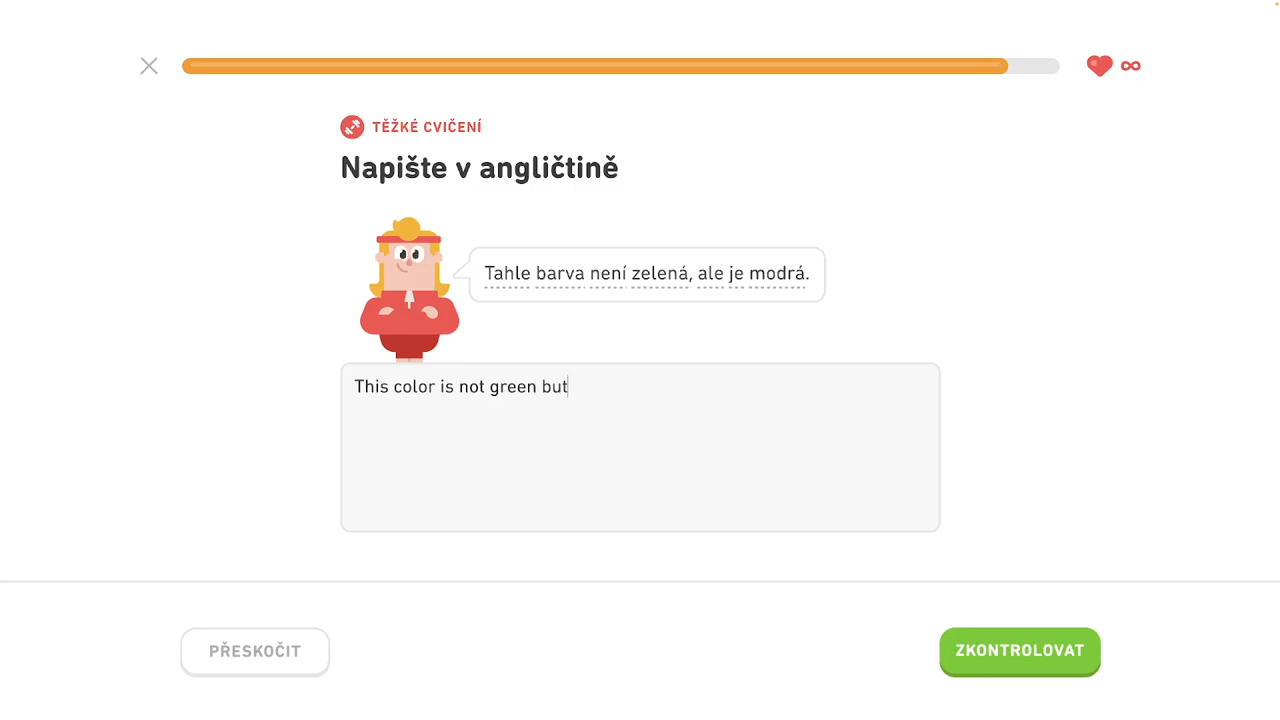 ∞
TĚŽKÉ CVIČENÍ
Napište v angličtině
Tahle barva není zelená, ale je modrá.
This color is not green but
PŘESKOČIT
ZKONTROLOVAT